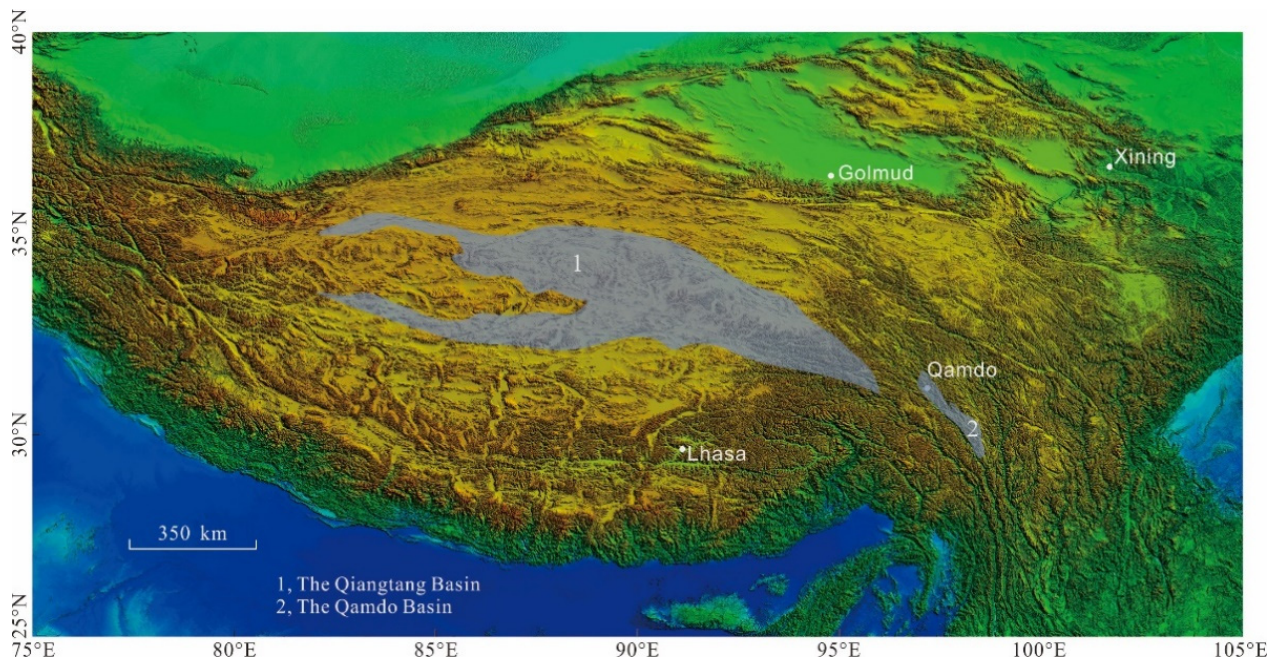 40°N
Xining
Golmud
35°N
1
Qamdo
2
30°N
Lhasa
350 km
1, The Qiangtang Basin
2, The Qamdo Basin
25°N
75°E 80°E 85°E 90°E 95°E 100°E 105°E